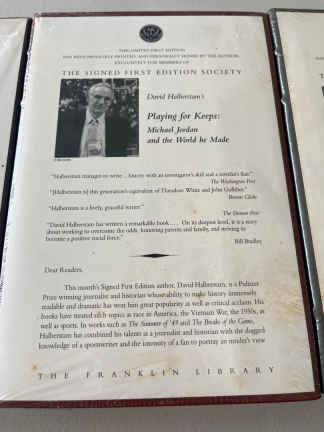 THIS LIMITED FIRST EDITION
HAS BEEN PRIVATELY PRINTED, AND PERSONALLY SIGNED BY THE AUTHOR,
EXCLUSIVELY FOR MEMBERS OF
THE SIGNED FIRST EDITION SOCIETY
David Halberstam's
Playing for Keeps:
Michael Jordan
and the World he Made
"Halberstam manages to write . . . history with an investigator's skill and a novelist's flair."
The Washington Post
"[Halberstam is] this generation's equivalent of Theodore White and John Gunther."
Boston Globe
"Halberstam is a lively, graceful writer."
The Denver Post
"David Halberstam has written a remarkable book . . . . On its deepest level, it is a story
about working to overcome the odds, honoring parents and family, and striving to
become a positive social force."
Bill Bradley
Dear Readers,
This month's Signed First Edition author, David Halberstam, is a Pulitzer
Prize winning journalist and historian whose ability to make history immensely
readable and dramatic has won him great popularity as well as critical acclaim. His
books have treated such topics as race in America, the Vietnam War, the 1950s, as
well as sports. In works such as The Summer of '49 and The Breaks of the Game,
Halberstam has combined his talent as a journalist and historian with the dogged
knowledge of a sportswriter and the intensity of a fan to portray an insider's view
THE FRANKLIN LIBRARY